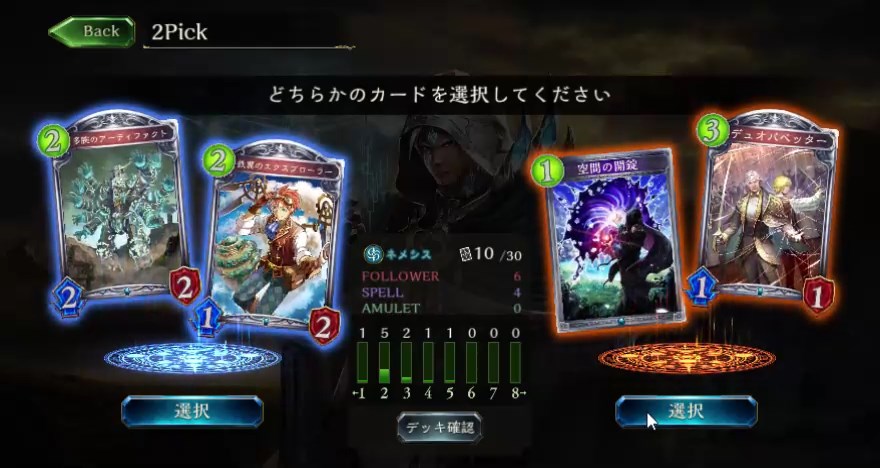 Back
2Pick
どちらかのカードを選択してください
2
多族のアーティファクト
2
2
2
鉄翼のエクスプローラー
1
2
1
空間の開錠
3
デュオパペッター
1
1
ネメシス
10 /30
FOLLOWER 6
SPELL 4
AMULET 0
1 5 2 1 1 0 0 0
←1 2 3 4 5 6 7 8→
選択
選択
デッキ確認